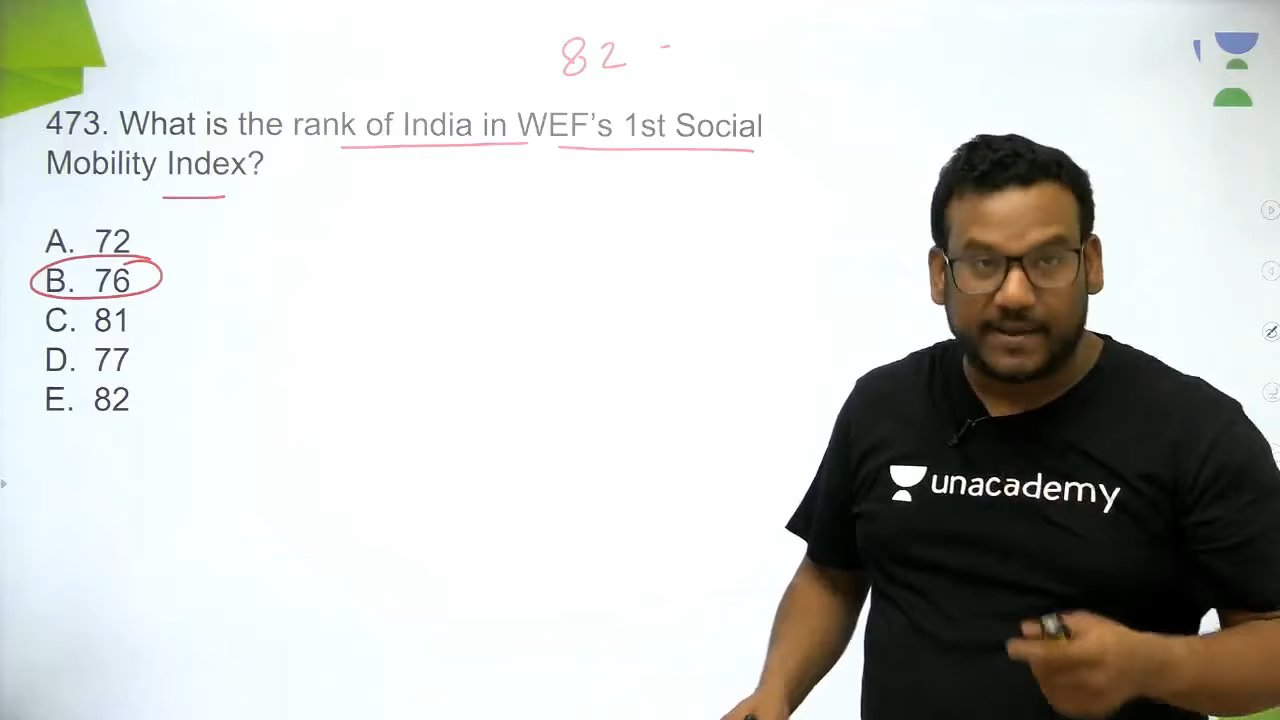 82 -
473. What is the rank of India in WEF's 1st Social
Mobility Index?
A. 72
B. 76
C. 81
D. 77
E. 82
unacademy